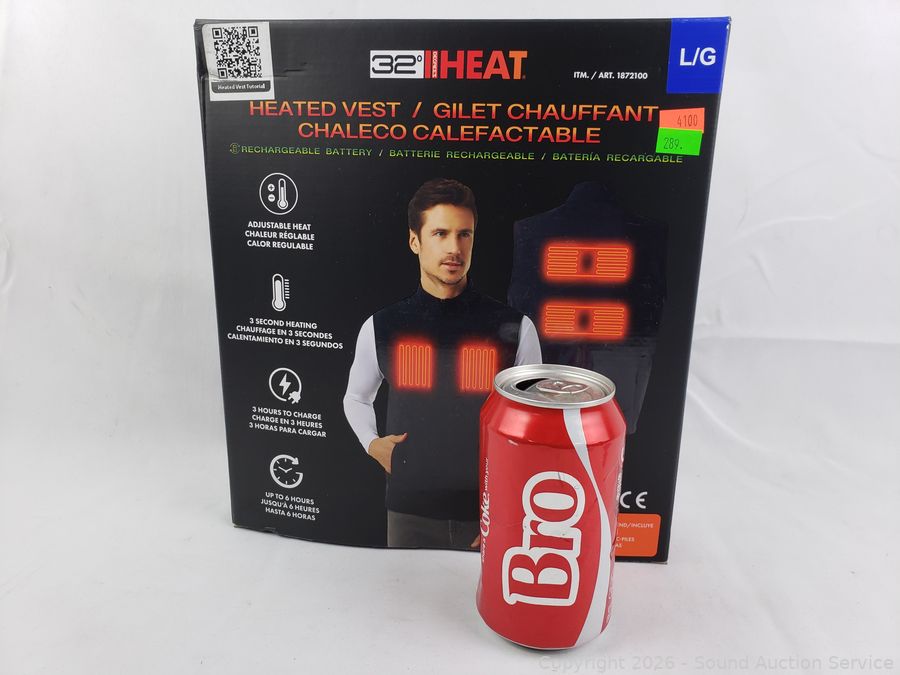 Heated Vest Tutorial
32° DEGREES HEAT
ITM. / ART. 1872100
L/G
HEATED VEST / GILET CHAUFFANT
CHALECO CALEFACTABLE
4100
289.
RECHARGEABLE BATTERY / BATTERIE RECHARGEABLE / BATERÍA RECARGABLE
ADJUSTABLE HEAT
CHALEUR RÉGLABLE
CALOR REGULABLE
3 SECOND HEATING
CHAUFFAGE EN 3 SECONDES
CALENTAMIENTO EN 3 SEGUNDOS
3 HOURS TO CHARGE
CHARGE EN 3 HEURES
3 HORAS PARA CARGAR
UP TO 6 HOURS
JUSQU'À 6 HEURES
HASTA 6 HORAS
CE
Coke with your
Bro
Copyright 2026 - Sound Auction Service